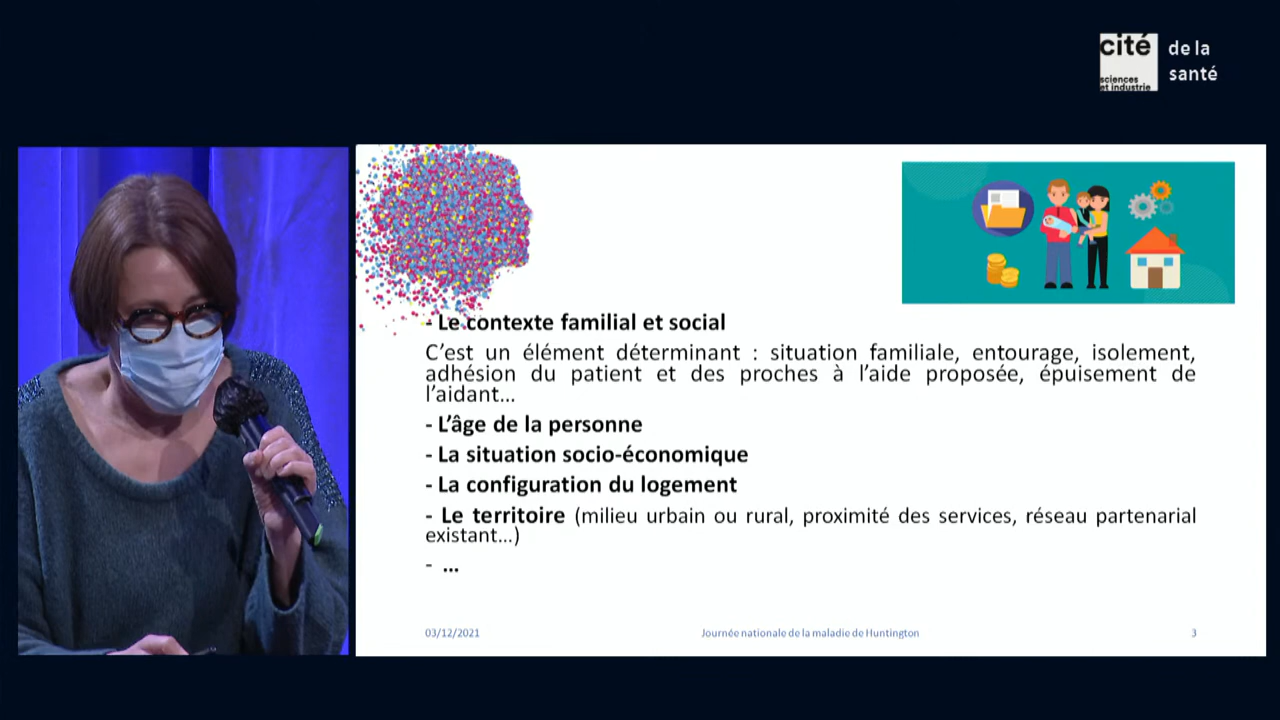 cité
sciences
et industrie
de la
santé
- Le contexte familial et social
C'est un élément déterminant : situation familiale, entourage, isolement,
adhésion du patient et des proches à l'aide proposée, épuisement de
l'aidant...
- L'âge de la personne
- La situation socio-économique
- La configuration du logement
- Le territoire (milieu urbain ou rural, proximité des services, réseau partenarial
existant...)
- ...
03/12/2021
Journée nationale de la maladie de Huntington
3